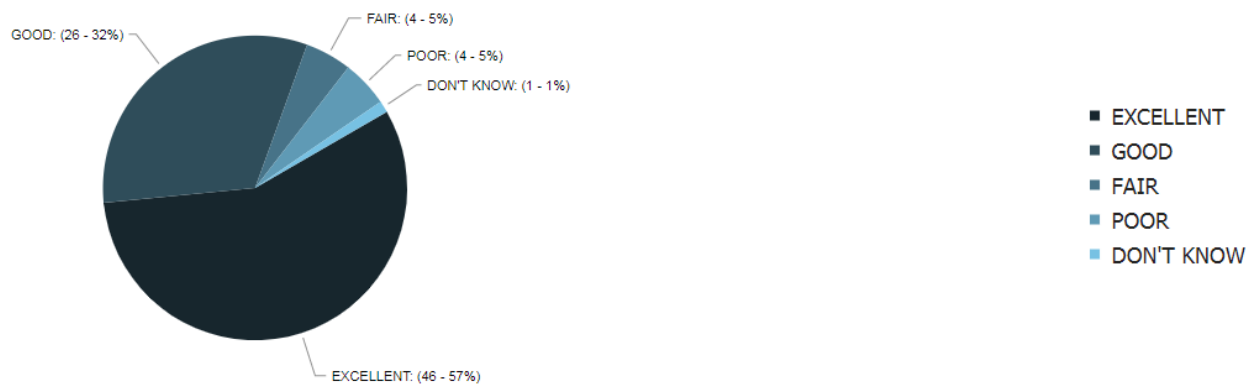 FAIR: (4 - 5%)
GOOD: (26 - 32%)
POOR: (4 - 5%)
DON'T KNOW: (1 - 1%)
EXCELLENT: (46 - 57%)
EXCELLENT
GOOD
FAIR
POOR
DON'T KNOW